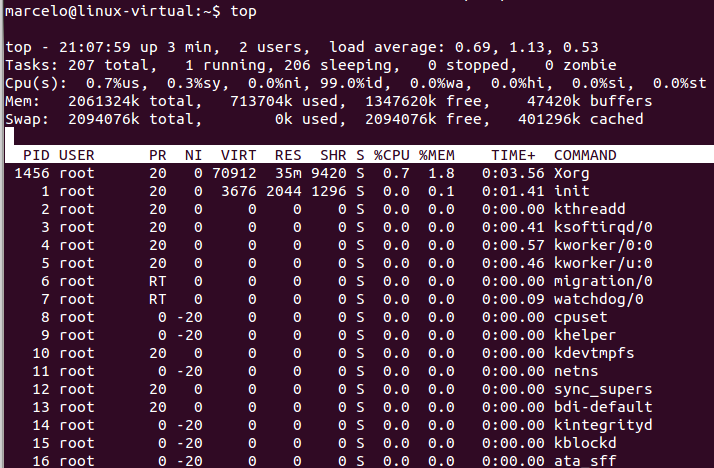 marcelo@linux-virtual:~$ top
top - 21:07:59 up 3 min,  2 users,  load average: 0.69, 1.13, 0.53
Tasks: 207 total,   1 running, 206 sleeping,   0 stopped,   0 zombie
Cpu(s):  0.7%us,  0.3%sy,  0.0%ni, 99.0%id,  0.0%wa,  0.0%hi,  0.0%si,  0.0%st
Mem:   2061324k total,   713704k used,  1347620k free,    47420k buffers
Swap:  2094076k total,        0k used,  2094076k free,   401296k cached
PID USER      PR  NI  VIRT  RES  SHR S %CPU %MEM    TIME+  COMMAND
1456 root      20   0 70912  35m 9420 S  0.7  1.8   0:03.56 Xorg
1 root      20   0  3676 2044 1296 S  0.0  0.1   0:01.41 init
2 root      20   0     0    0    0 S  0.0  0.0   0:00.00 kthreadd
3 root      20   0     0    0    0 S  0.0  0.0   0:00.41 ksoftirqd/0
4 root      20   0     0    0    0 S  0.0  0.0   0:00.57 kworker/0:0
5 root      20   0     0    0    0 S  0.0  0.0   0:00.46 kworker/u:0
6 root      RT   0     0    0    0 S  0.0  0.0   0:00.00 migration/0
7 root      RT   0     0    0    0 S  0.0  0.0   0:00.09 watchdog/0
8 root       0 -20     0    0    0 S  0.0  0.0   0:00.00 cpuset
9 root       0 -20     0    0    0 S  0.0  0.0   0:00.00 khelper
10 root      20   0     0    0    0 S  0.0  0.0   0:00.00 kdevtmpfs
11 root       0 -20     0    0    0 S  0.0  0.0   0:00.00 netns
12 root      20   0     0    0    0 S  0.0  0.0   0:00.00 sync_supers
13 root      20   0     0    0    0 S  0.0  0.0   0:00.00 bdi-default
14 root       0 -20     0    0    0 S  0.0  0.0   0:00.00 kintegrityd
15 root       0 -20     0    0    0 S  0.0  0.0   0:00.00 kblockd
16 root       0 -20     0    0    0 S  0.0  0.0   0:00.00 ata_sff